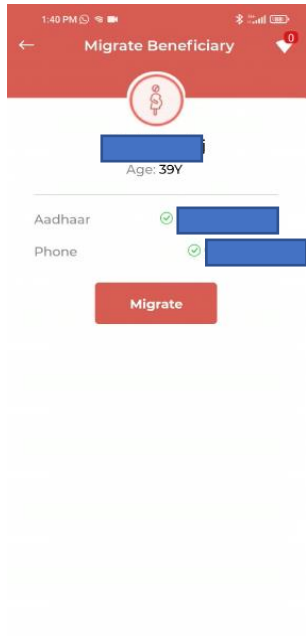 1:40 PM
Migrate Beneficiary
0
Age: 39Y
Aadhaar
Phone
Migrate